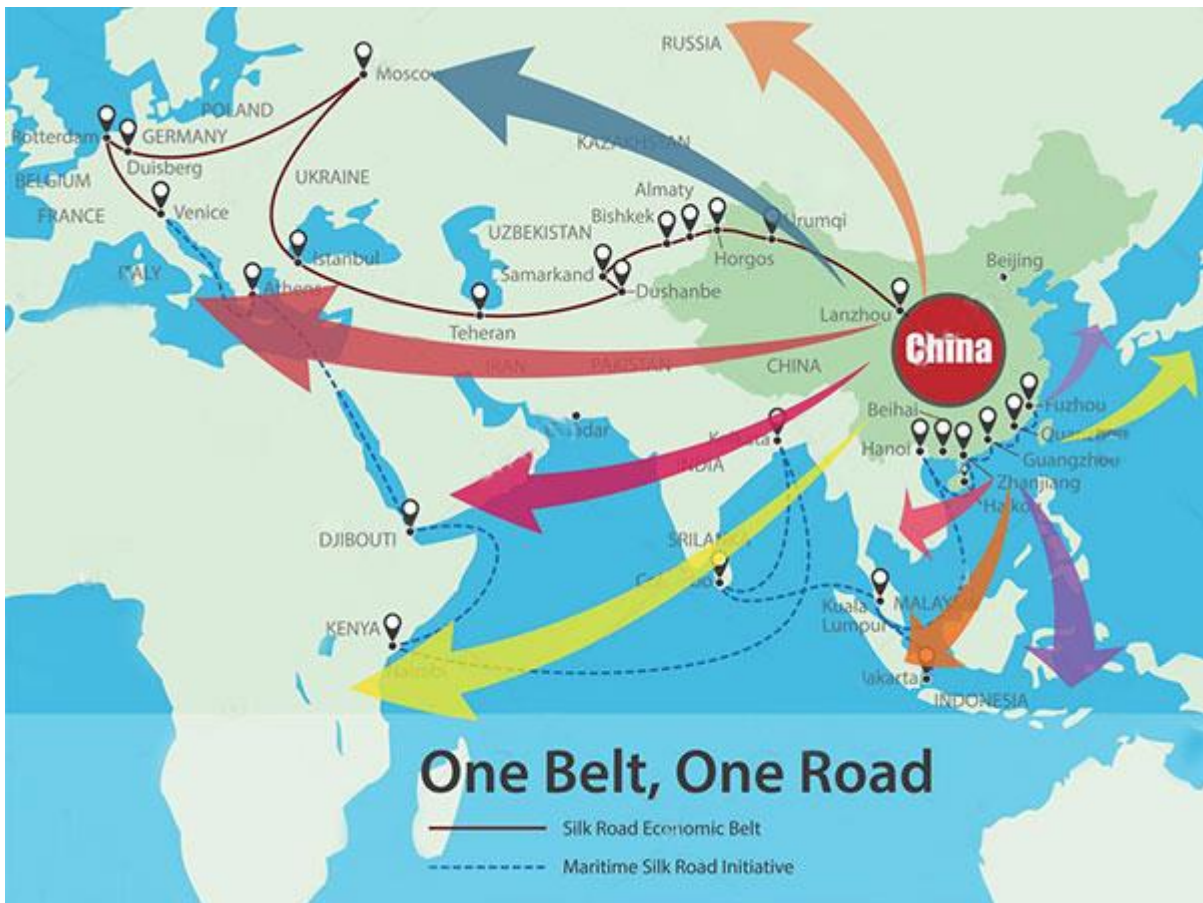 RUSSIA
Moscow
POLAND
Rotterdam
GERMANY
Duisberg
KAZAKHSTAN
BELGIUM
UKRAINE
Almaty
FRANCE
Venice
Bishkek
Urumqi
UZBEKISTAN
Horgos
ITALY
Istanbul
Beijing
Samarkand
Athens
Dushanbe
Lanzhou
Teheran
China
IRAN
PAKISTAN
CHINA
Beihai
Fuzhou
Kolkata
Hanoi
INDIA
Guangzhou
Zhanjiang
DJIBOUTI
SRILANKA
Kuala
Lumpur
MALAYSIA
KENYA
Jakarta
INDONESIA
One Belt, One Road
Silk Road Economic Belt
Maritime Silk Road Initiative